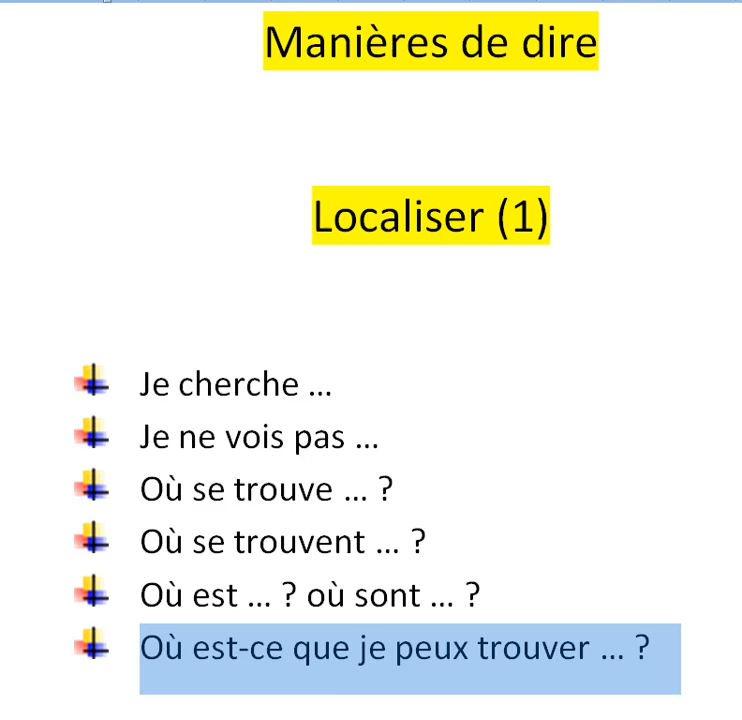 Manières de dire
Localiser (1)
Je cherche ...
Je ne vois pas ...
Où se trouve ... ?
Où se trouvent ... ?
Où est ... ? où sont ... ?
Où est-ce que je peux trouver ... ?